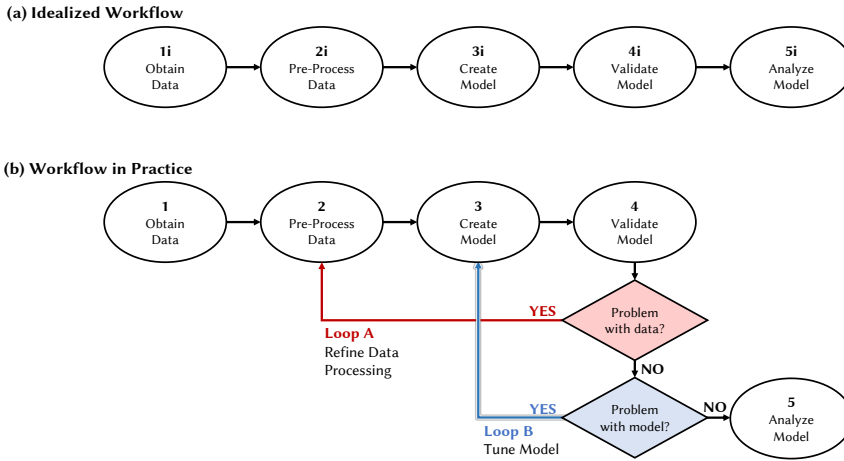 (a) Idealized Workflow
1i
Obtain
Data
2i
Pre-Process
Data
3i
Create
Model
4i
Validate
Model
5i
Analyze
Model
(b) Workflow in Practice
1
Obtain
Data
2
Pre-Process
Data
3
Create
Model
4
Validate
Model
YES
Problem
with data?
Loop A
Refine Data
Processing
NO
YES
Problem
with model?
NO
5
Analyze
Model
Loop B
Tune Model